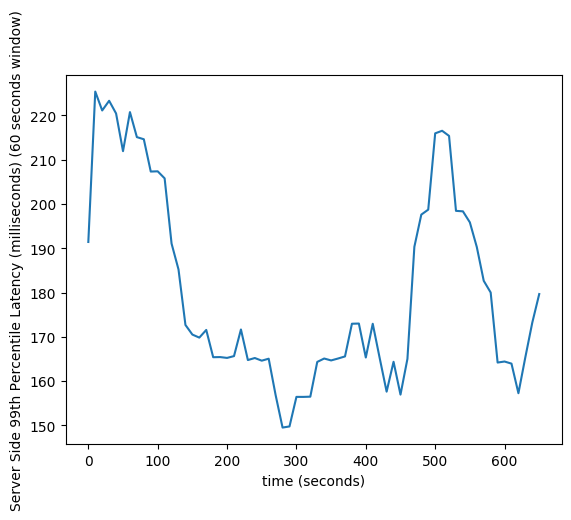 Server Side 99th Percentile Latency (milliseconds) (60 seconds window)
220
210
200
190
180
170
160
150
0 100 200 300 400 500 600
time (seconds)